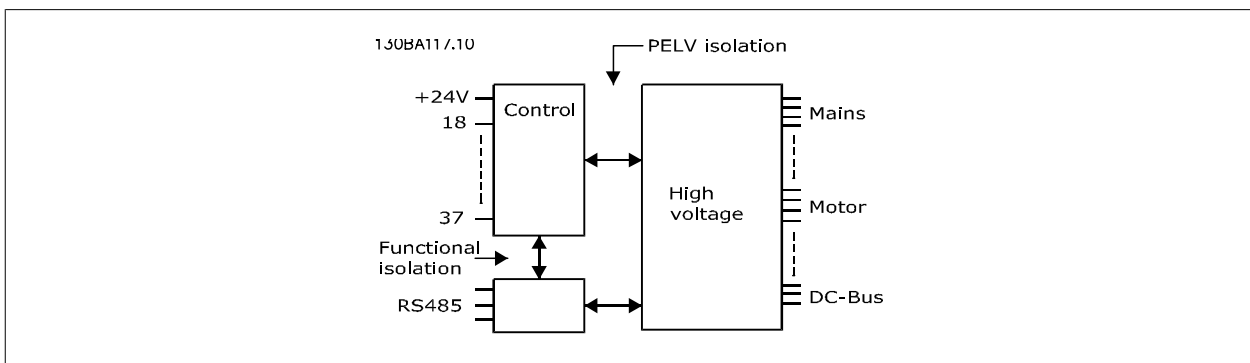 130BA117.10
PELV isolation
+24V
Control
18
Mains
High
voltage
37
Motor
Functional
isolation
RS485
DC-Bus